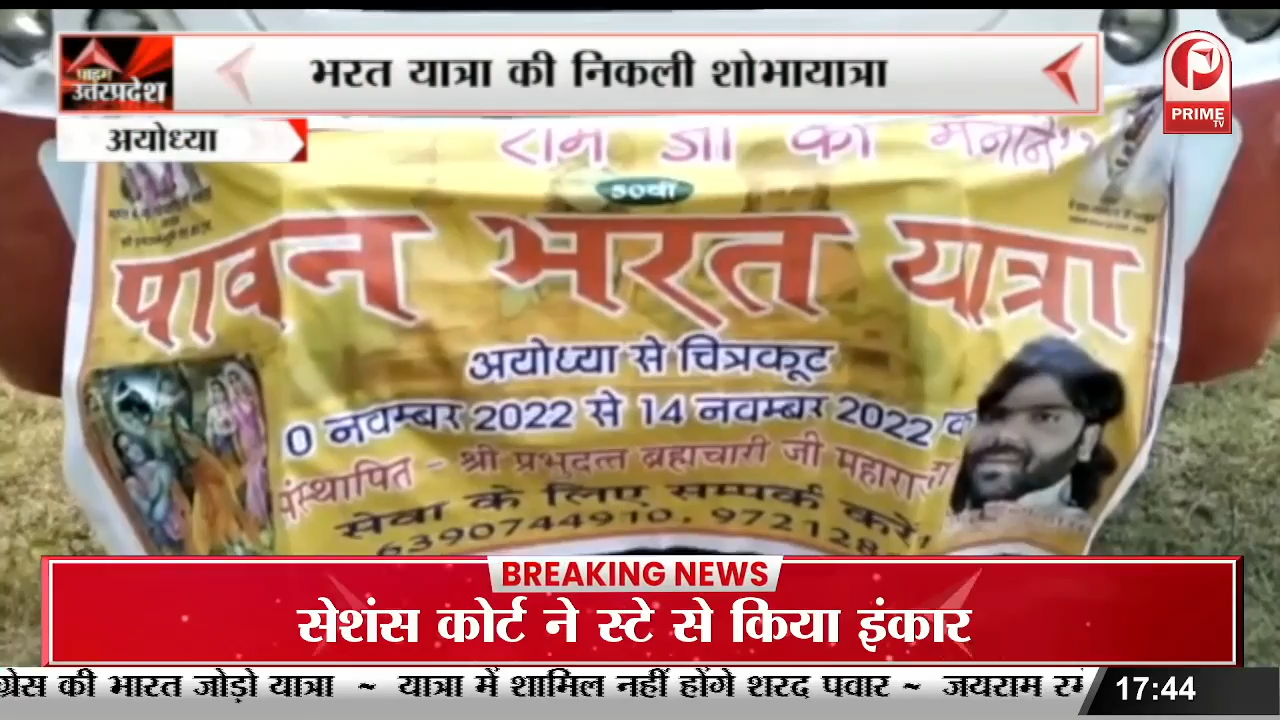 भरत यात्रा की निकली शोभायात्रा
प्राइम
उत्तरप्रदेश
PRIME
TV
अयोध्या
राम जी को मनाने
50वीं
पावन भरत यात्रा
अयोध्या से चित्रकूट
0 नवम्बर 2022 से 14 नवम्बर 2022
संस्थापित - श्री प्रभुदत्त ब्रह्मचारी जी महाराज
सेवा के लिए सम्पर्क करें
6390744910, 972128
BREAKING NEWS
सेशंस कोर्ट ने स्टे से किया इंकार
ग्रेस की भारत जोड़ो यात्रा ~ यात्रा में शामिल नहीं होंगे शरद पवार ~ जयराम रमे
17:44